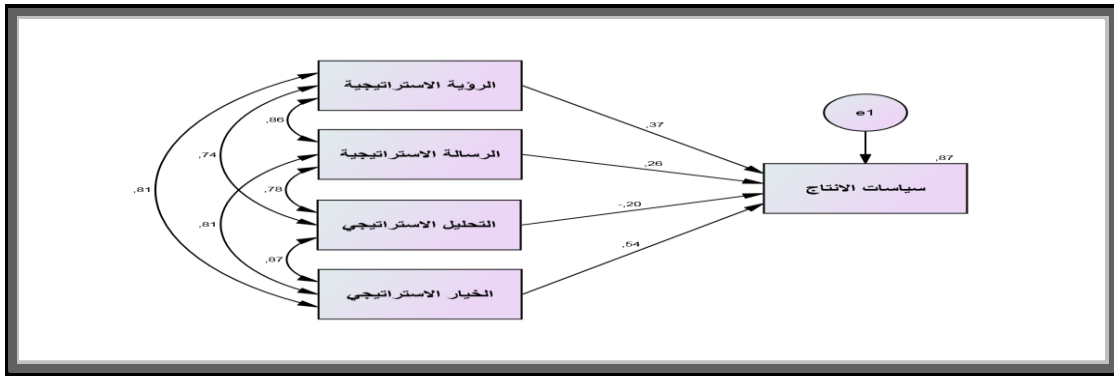 الرؤية الاستراتيجية
الرسالة الاستراتيجية
التحليل الاستراتيجي
الخيار الاستراتيجي
,86
,74
,78
,81
,81
,87
,37
,26
-,20
,54
e1
,87
سياسات الانتاج